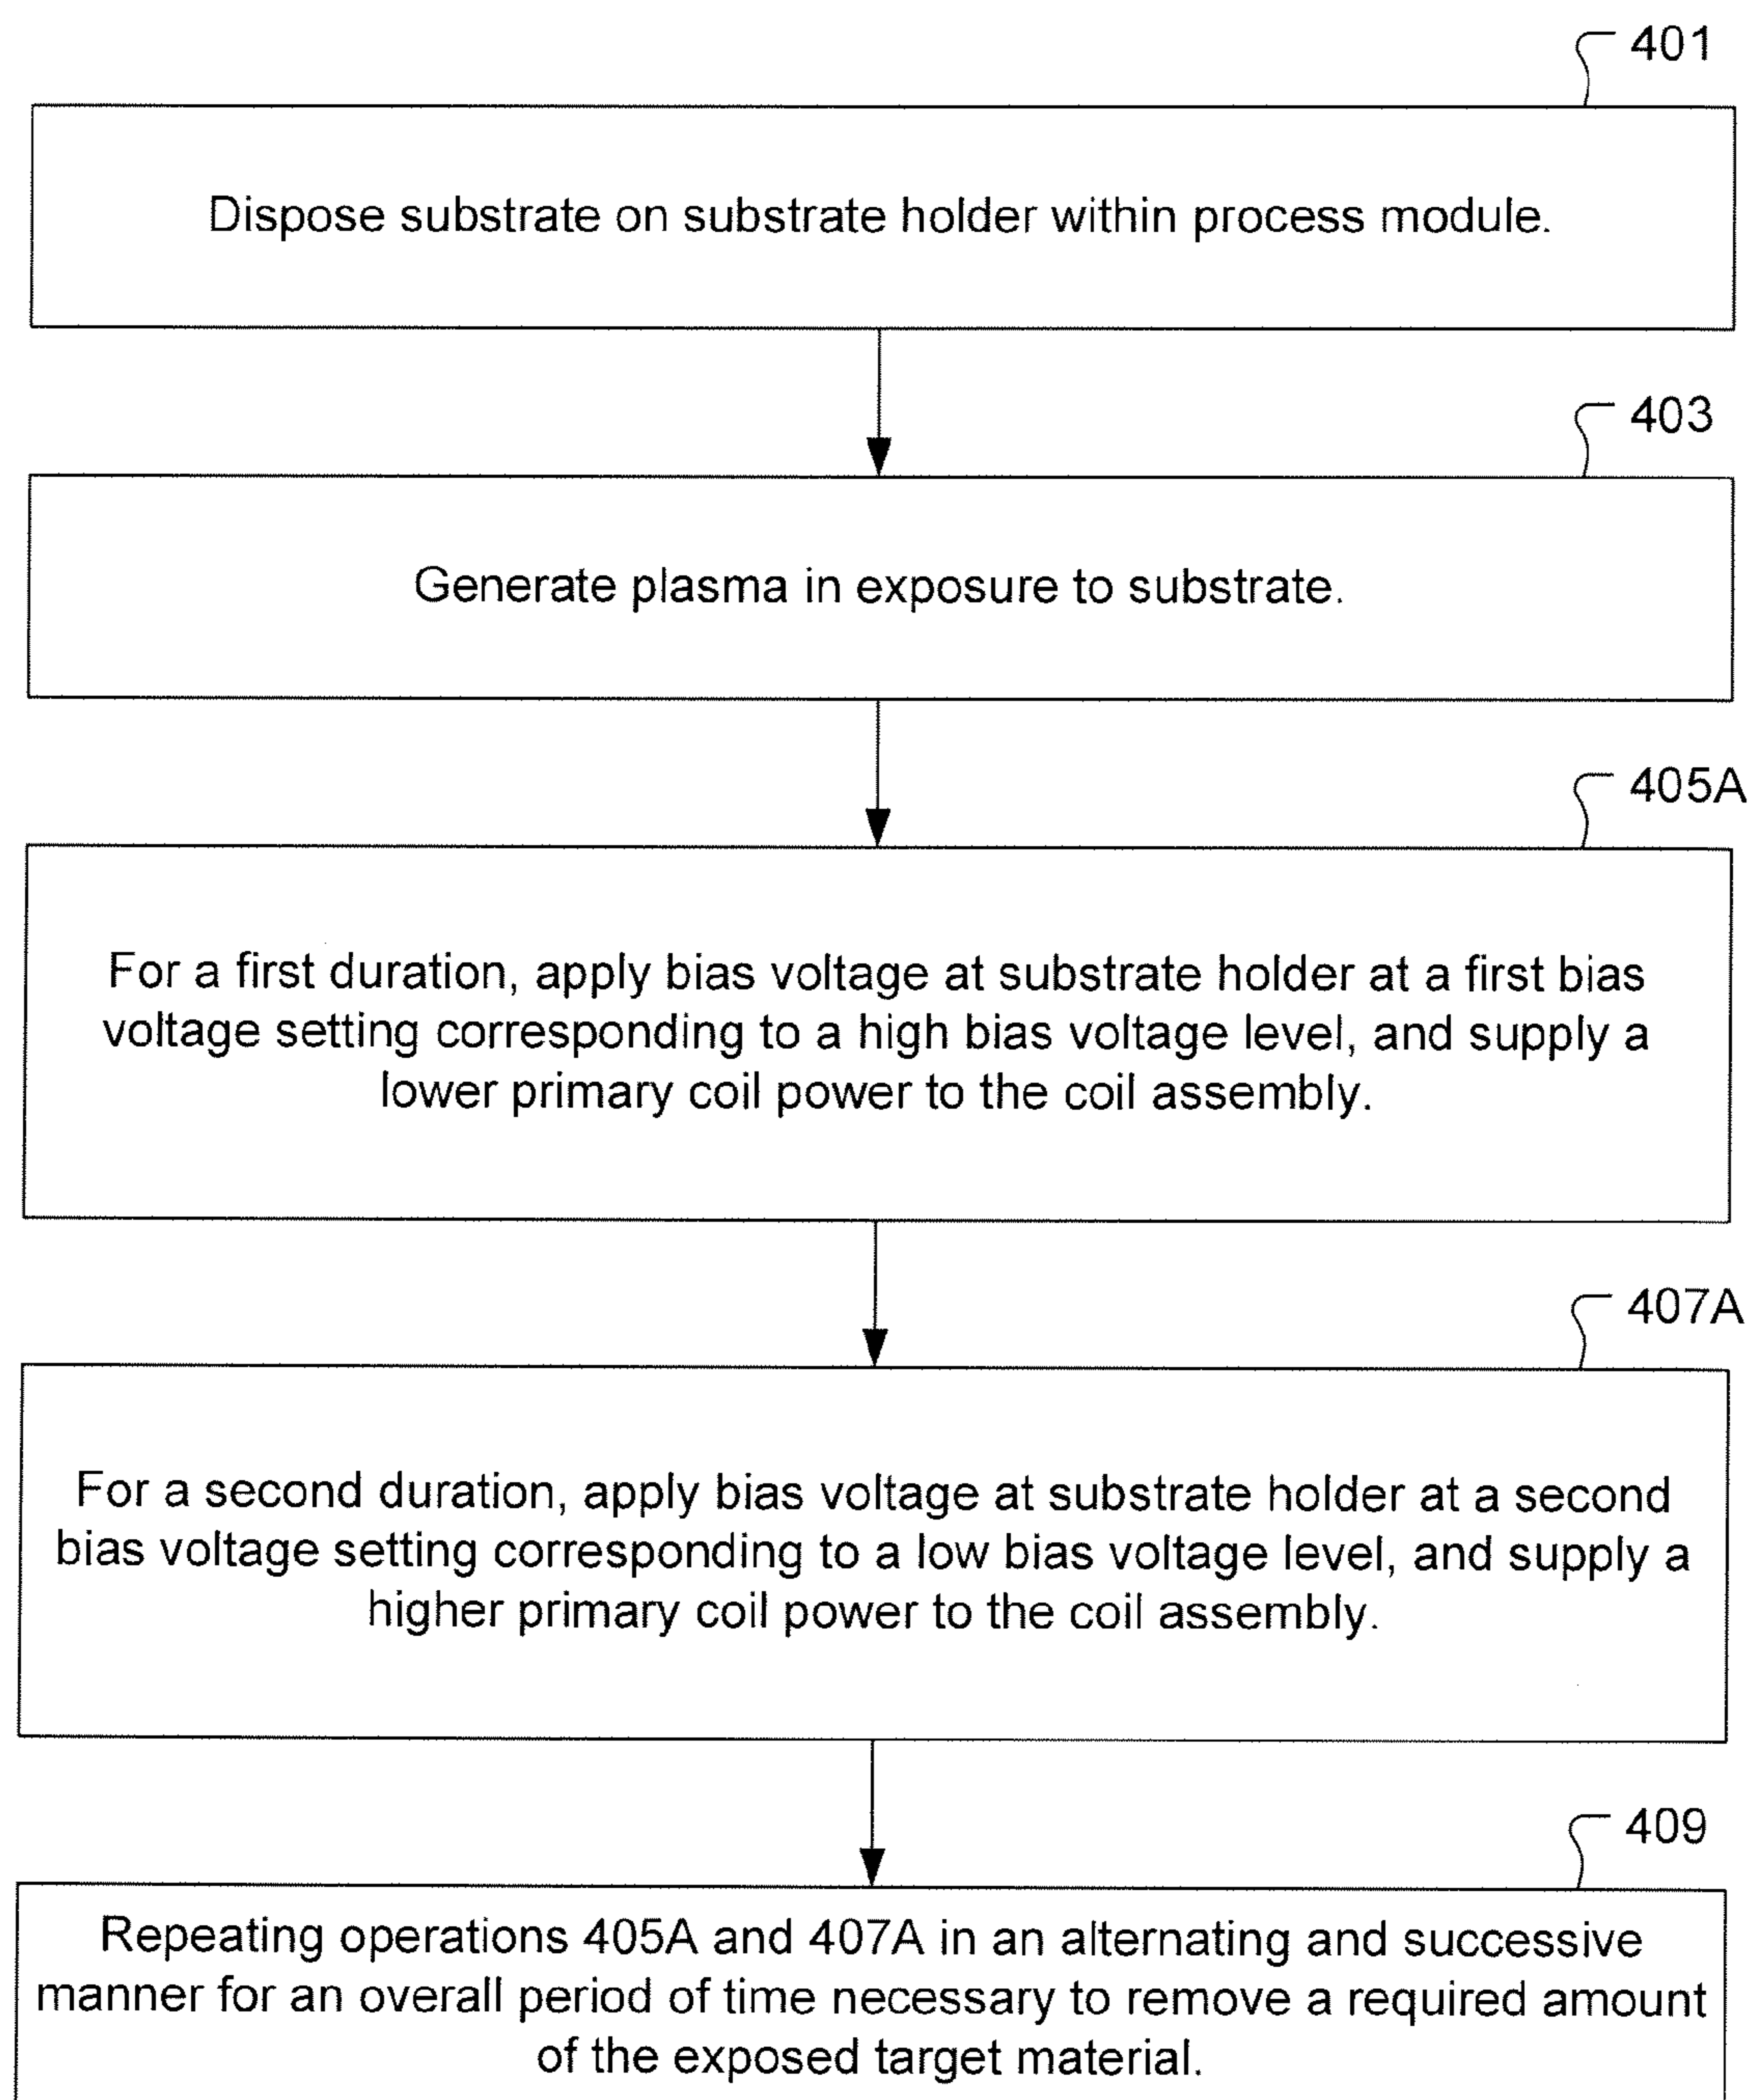 401
Dispose substrate on substrate holder within process module.
403
Generate plasma in exposure to substrate.
405A
For a first duration, apply bias voltage at substrate holder at a first bias
voltage setting corresponding to a high bias voltage level, and supply a
lower primary coil power to the coil assembly.
407A
For a second duration, apply bias voltage at substrate holder at a second
bias voltage setting corresponding to a low bias voltage level, and supply a
higher primary coil power to the coil assembly.
409
Repeating operations 405A and 407A in an alternating and successive
manner for an overall period of time necessary to remove a required amount
of the exposed target material.